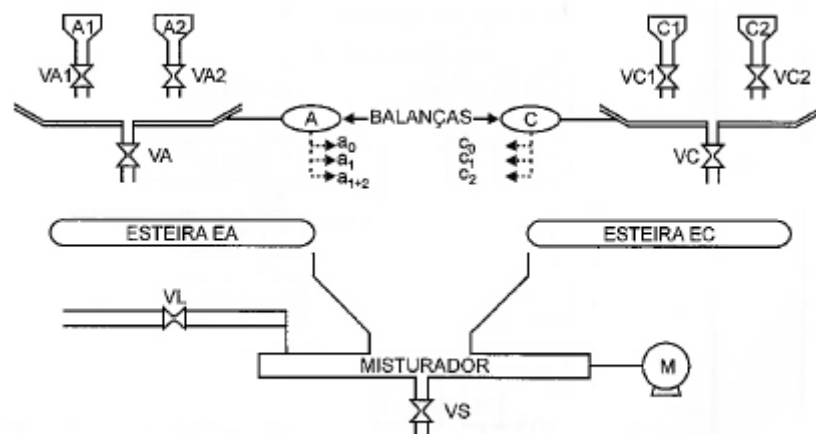 A1 A2 C1 C2
VA1 VA2 VC1 VC2
A BALANÇAS C
VA a₀ c₀ VC
a₁ c₁
a₁₊₂ c₂
ESTEIRA EA ESTEIRA EC
VL
MISTURADOR M
VS